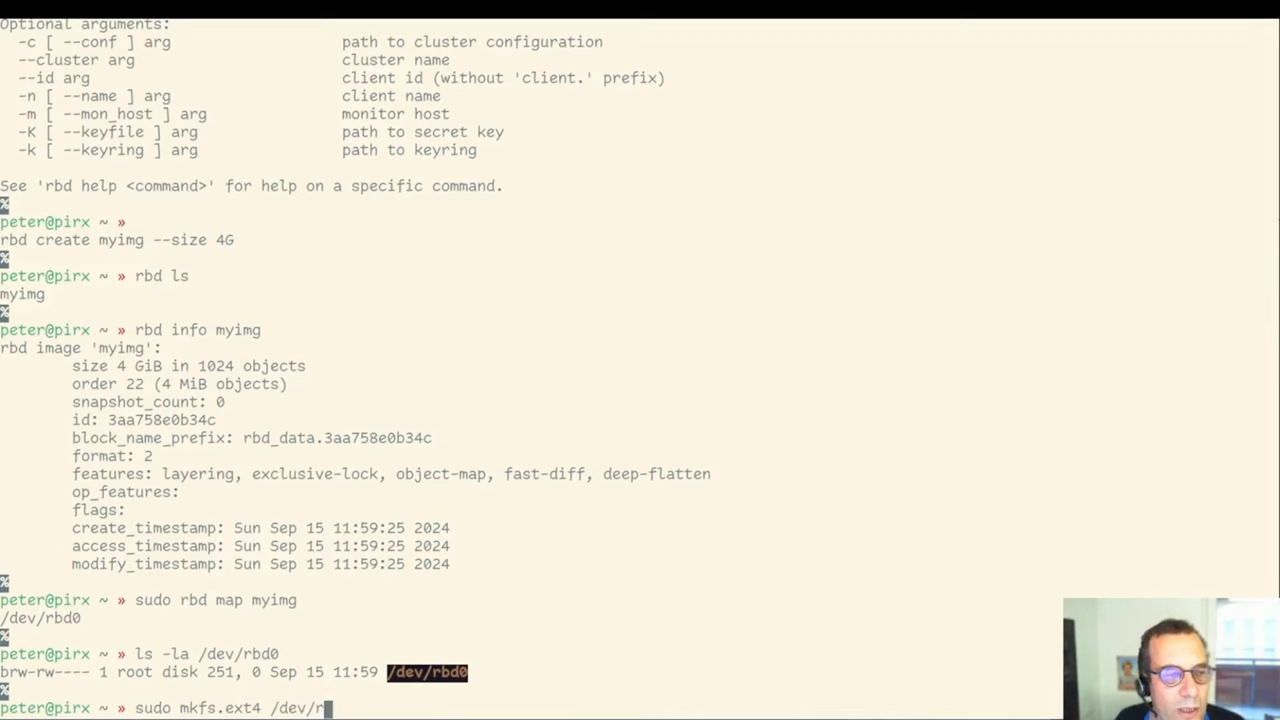 Optional arguments:
-c [ --conf ] arg path to cluster configuration
--cluster arg cluster name
--id arg client id (without 'client.' prefix)
-n [ --name ] arg client name
-m [ --mon_host ] arg monitor host
-K [ --keyfile ] arg path to secret key
-k [ --keyring ] arg path to keyring
See 'rbd help <command>' for help on a specific command.
%
peter@pirx ~ »
rbd create myimg --size 4G
%
peter@pirx ~ » rbd ls
myimg
%
peter@pirx ~ » rbd info myimg
rbd image 'myimg':
size 4 GiB in 1024 objects
order 22 (4 MiB objects)
snapshot_count: 0
id: 3aa758e0b34c
block_name_prefix: rbd_data.3aa758e0b34c
format: 2
features: layering, exclusive-lock, object-map, fast-diff, deep-flatten
op_features:
flags:
create_timestamp: Sun Sep 15 11:59:25 2024
access_timestamp: Sun Sep 15 11:59:25 2024
modify_timestamp: Sun Sep 15 11:59:25 2024
%
peter@pirx ~ » sudo rbd map myimg
/dev/rbd0
%
peter@pirx ~ » ls -la /dev/rbd0
brw-rw---- 1 root disk 251, 0 Sep 15 11:59 /dev/rbd0
%
peter@pirx ~ » sudo mkfs.ext4 /dev/r